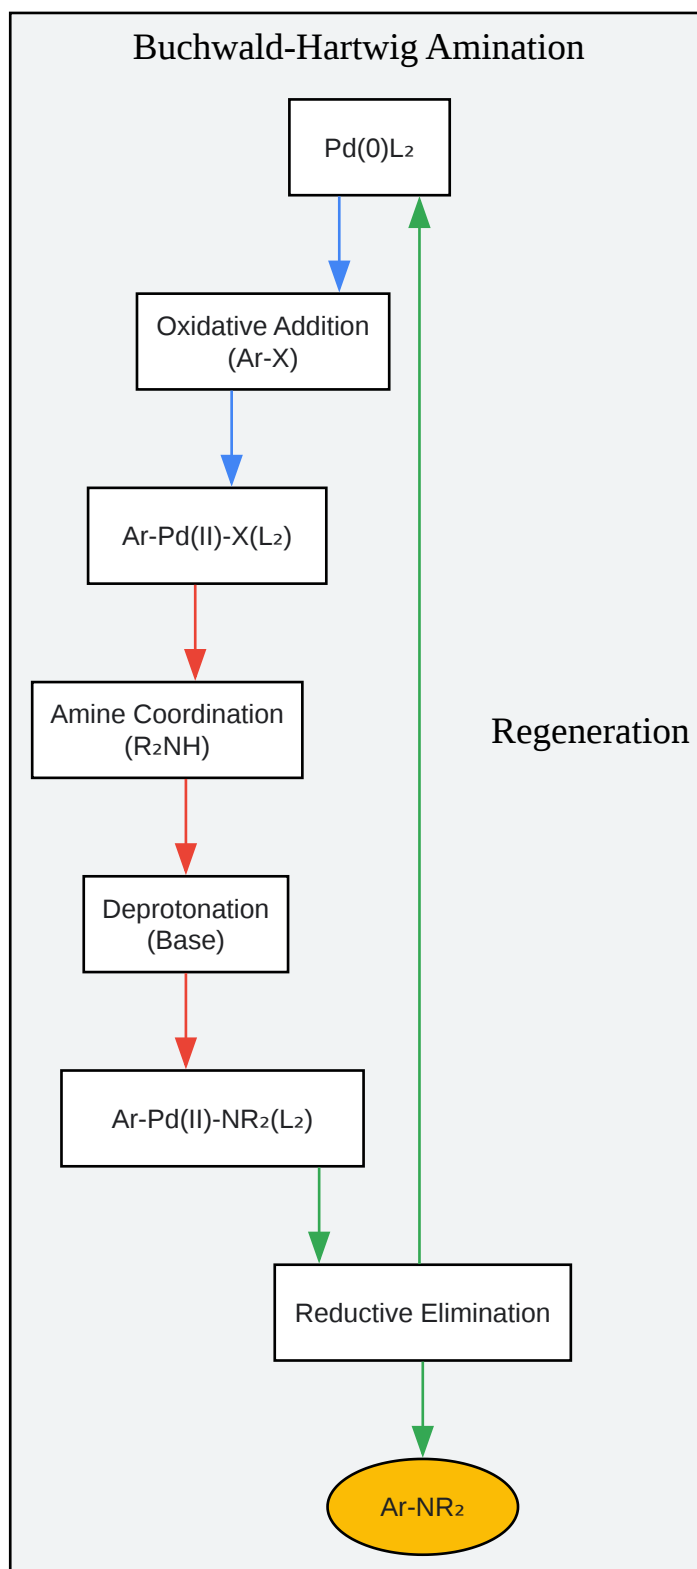 Buchwald-Hartwig Amination
Pd(0)L₂
Oxidative Addition
(Ar-X)
Ar-Pd(II)-X(L₂)
Amine Coordination
(R₂NH)
Regeneration
Deprotonation
(Base)
Ar-Pd(II)-NR₂(L₂)
Reductive Elimination
Ar-NR₂